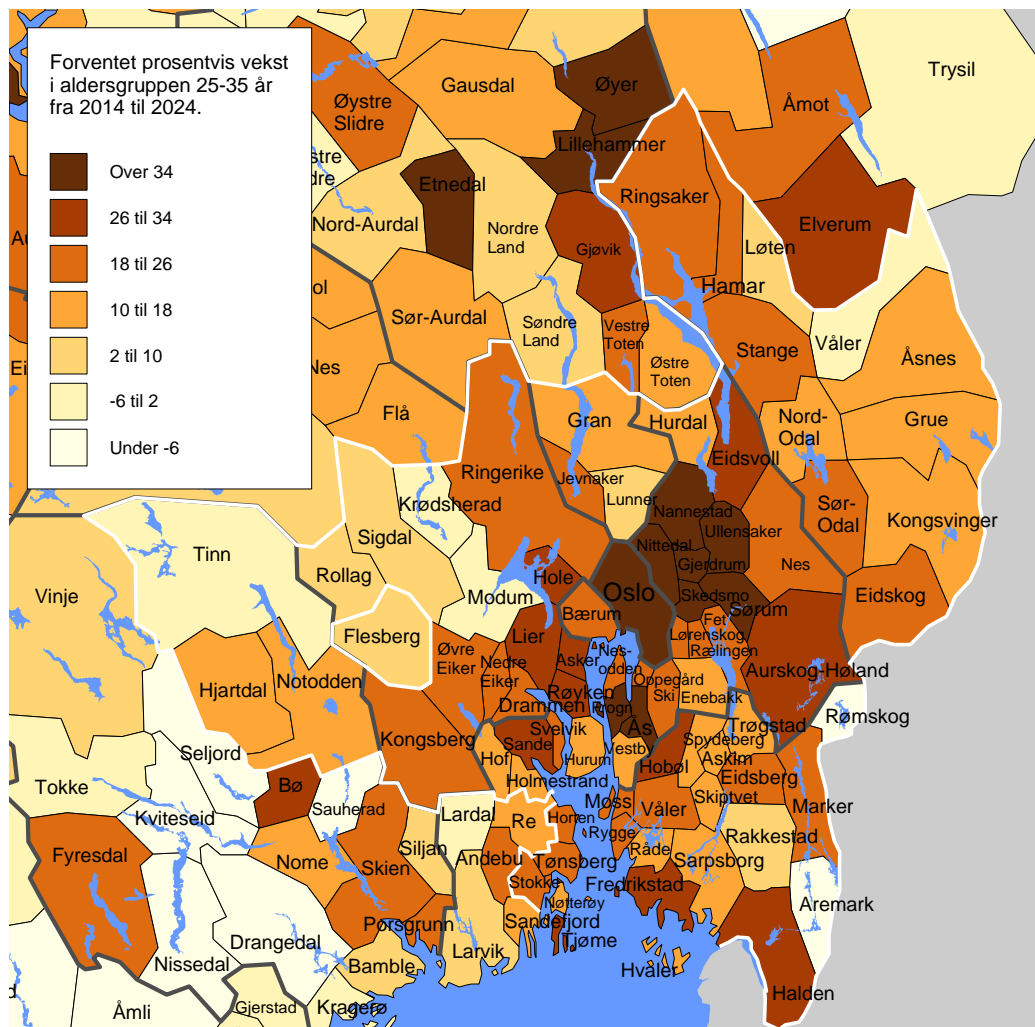 Forventet prosentvis vekst
i aldersgruppen 25-35 år
fra 2014 til 2024.
Over 34
26 til 34
18 til 26
10 til 18
2 til 10
-6 til 2
Under -6
Trysil
Gausdal
Øyer
Åmot
Øystre
Slidre
Lillehammer
Etnedal
Ringsaker
Elverum
Nord-Aurdal
Nordre
Land
Gjøvik
Løten
Hamar
Sør-Aurdal
Søndre
Land
Vestre
Toten
Stange
Våler
Åsnes
Østre
Toten
Nes
Flå
Gran
Hurdal
Nord-
Odal
Grue
Eidsvoll
Ringerike
Jevnaker
Lunner
Krødsherad
Nannestad
Sør-
Odal
Kongsvinger
Ullensaker
Sigdal
Nittedal
Tinn
Gjerdrum
Nes
Rollag
Hole
Oslo
Skedsmo
Sørum
Eidskog
Vinje
Modum
Bærum
Fet
Flesberg
Lier
Lørenskog
Rælingen
Øvre
Eiker
Nedre
Eiker
Asker
Nes-
odden
Aurskog-Høland
Hjartdal
Notodden
Røyken
Oppegård
Ski
Enebakk
Drammen
Frogn
Rømskog
Kongsberg
Svelvik
Ås
Trøgstad
Seljord
Hof
Sande
Hurum
Vestby
Spydeberg
Askim
Hobøl
Eidsberg
Tokke
Bø
Holmestrand
Skiptvet
Kviteseid
Sauherad
Lardal
Re
Moss
Våler
Marker
Horten
Rygge
Rakkestad
Fyresdal
Nome
Skien
Siljan
Andebu
Tønsberg
Råde
Sarpsborg
Stokke
Fredrikstad
Nøtterøy
Aremark
Porsgrunn
Sandefjord
Drangedal
Larvik
Tjøme
Nissedal
Bamble
Hvaler
Halden
Kragerø
Gjerstad
Åmli